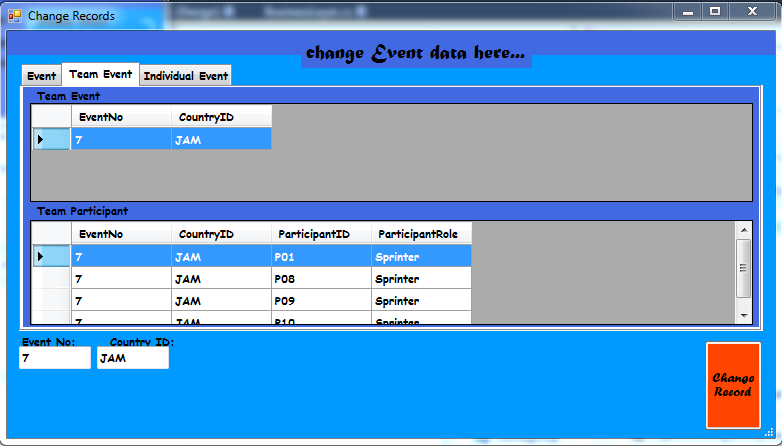 Change Records
change Event data here...
Event Team Event Individual Event
Team Event
EventNo CountryID
7 JAM
Team Participant
EventNo CountryID ParticipantID ParticipantRole
7 JAM P01 Sprinter
7 JAM P08 Sprinter
7 JAM P09 Sprinter
7 JAM P10 Sprinter
Event No: Country ID:
7 JAM
Change
Record